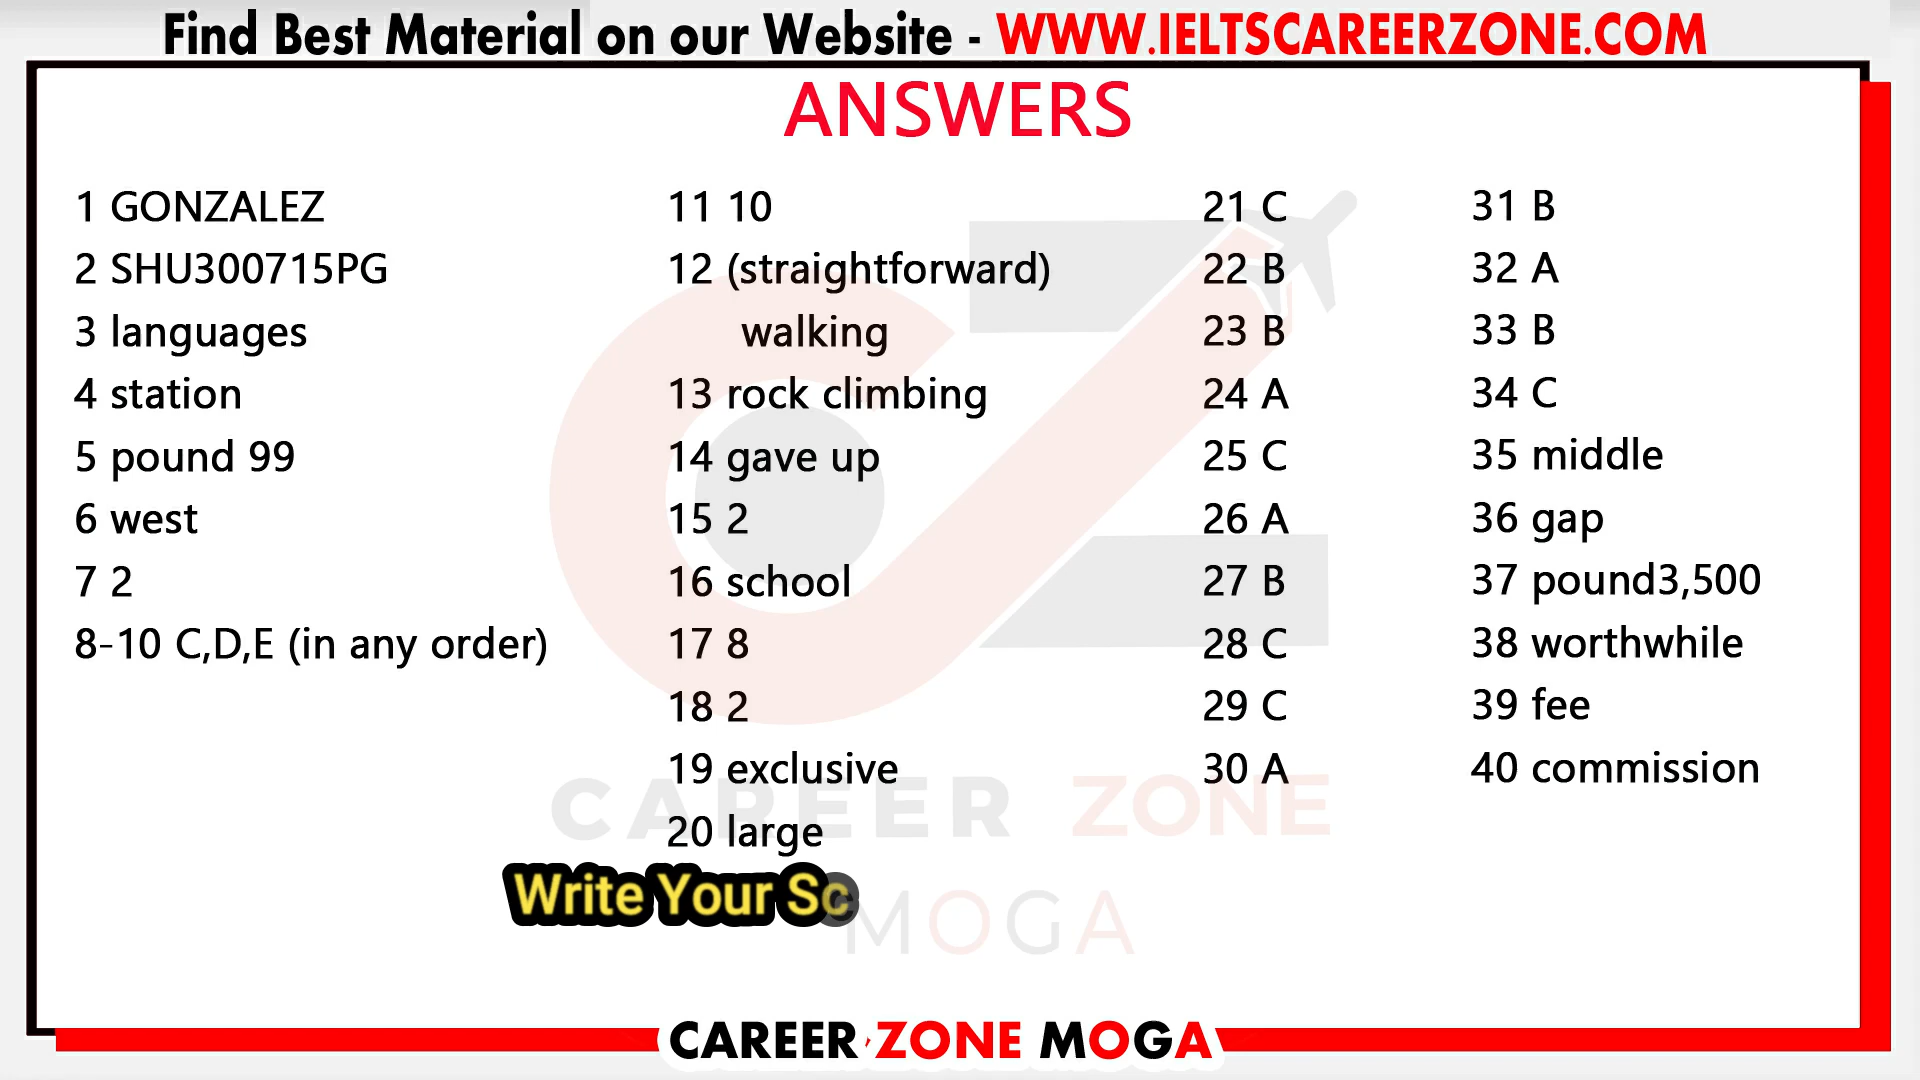 Find Best Material on our Website - WWW.IELTSCAREERZONE.COM
ANSWERS
1 GONZALEZ
2 SHU300715PG
3 languages
4 station
5 pound 99
6 west
7 2
8-10 C,D,E (in any order)
11 10
12 (straightforward)
walking
13 rock climbing
14 gave up
15 2
16 school
17 8
18 2
19 exclusive
20 large
21 C
22 B
23 B
24 A
25 C
26 A
27 B
28 C
29 C
30 A
31 B
32 A
33 B
34 C
35 middle
36 gap
37 pound3,500
38 worthwhile
39 fee
40 commission
CAREER ZONE
MOGA
Write Your Sc
CAREER ZONE MOGA